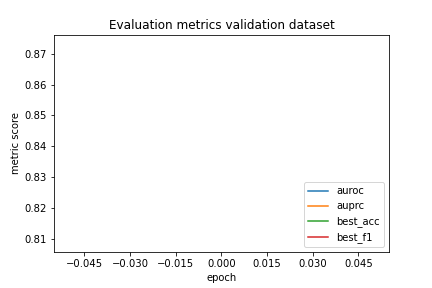 Evaluation metrics validation dataset
metric score
0.87
0.86
0.85
0.84
0.83
0.82
0.81
auroc
auprc
best_acc
best_f1
−0.045 −0.030 −0.015 0.000 0.015 0.030 0.045
epoch